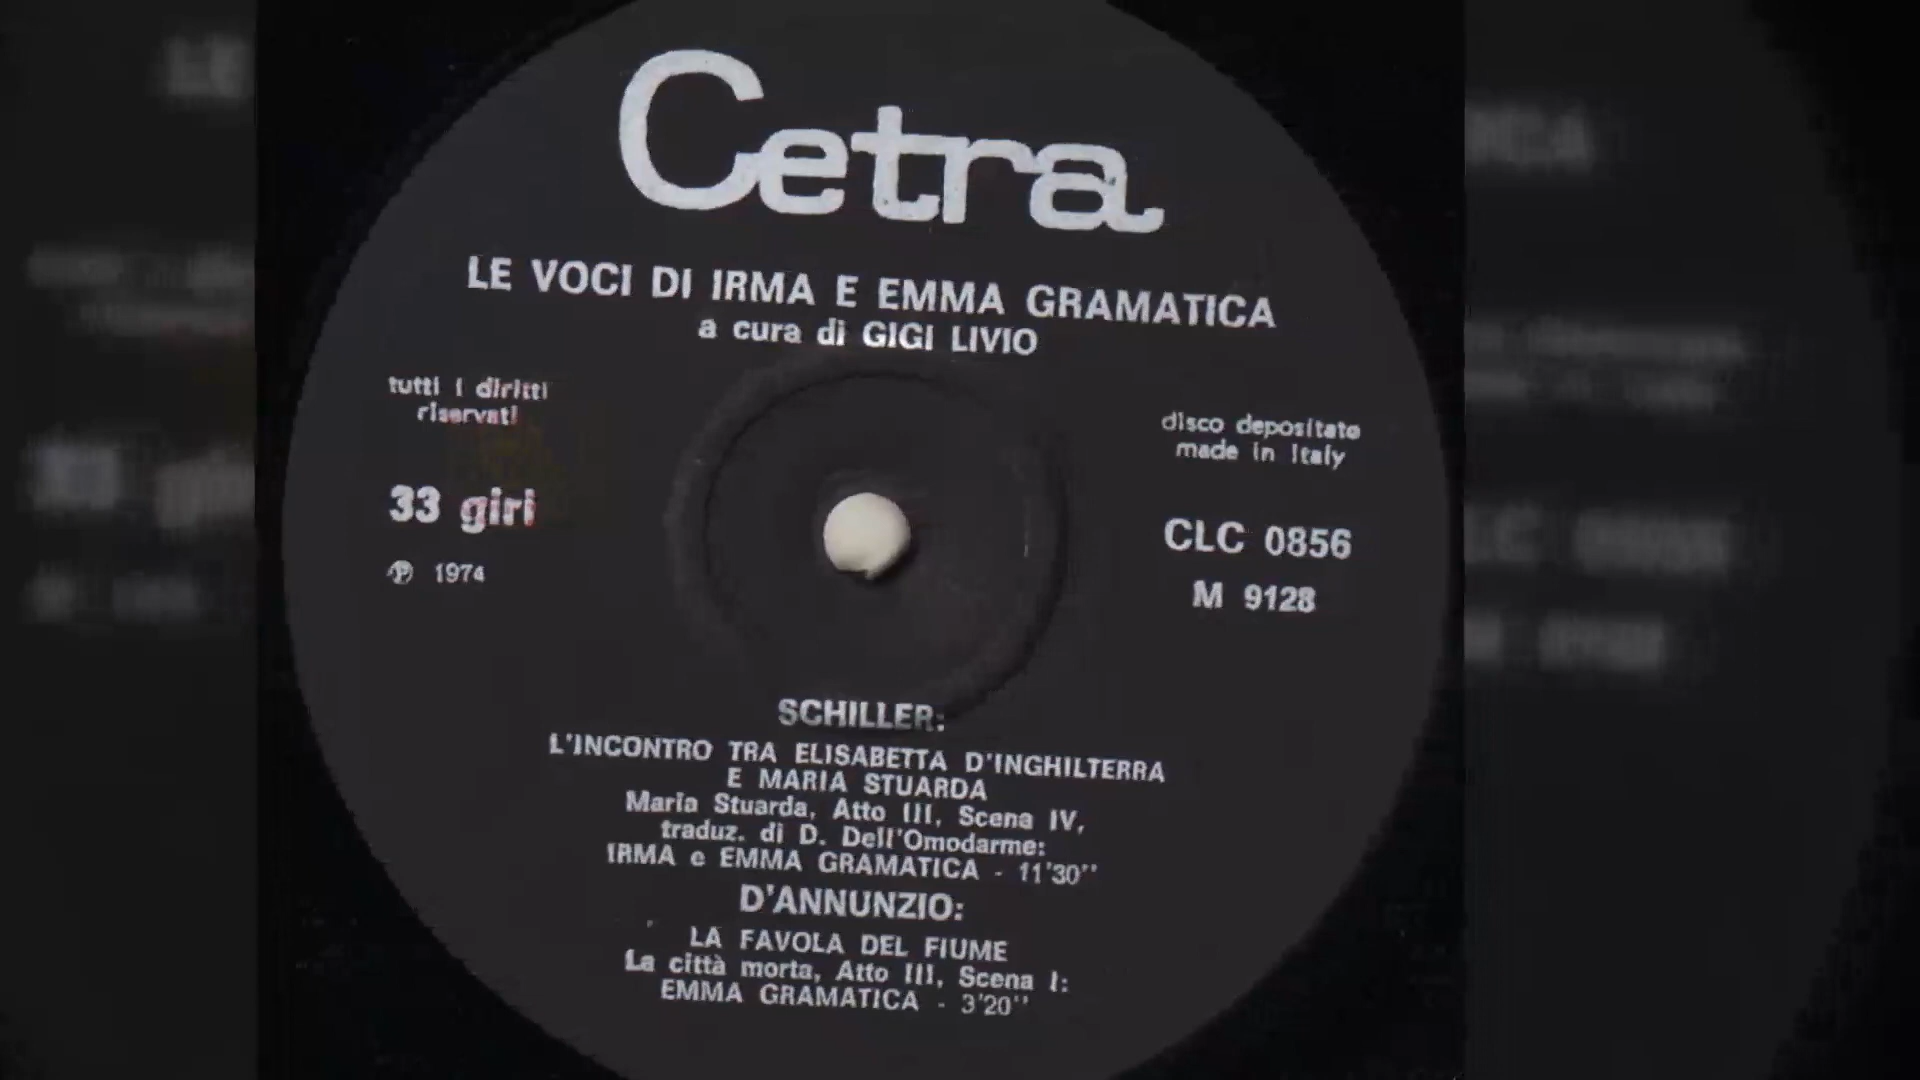 Cetra
LE VOCI DI IRMA E EMMA GRAMATICA
a cura di GIGI LIVIO
tutti i diritti
riservati
disco depositato
made in Italy
33 giri
CLC 0856
℗ 1974
M 9128
SCHILLER:
L'INCONTRO TRA ELISABETTA D'INGHILTERRA
E MARIA STUARDA
Maria Stuarda, Atto III, Scena IV,
traduz. di D. Dell'Omodarme:
IRMA e EMMA GRAMATICA - 11'30''
D'ANNUNZIO:
LA FAVOLA DEL FIUME
La città morta, Atto III, Scena I:
EMMA GRAMATICA - 3'20''